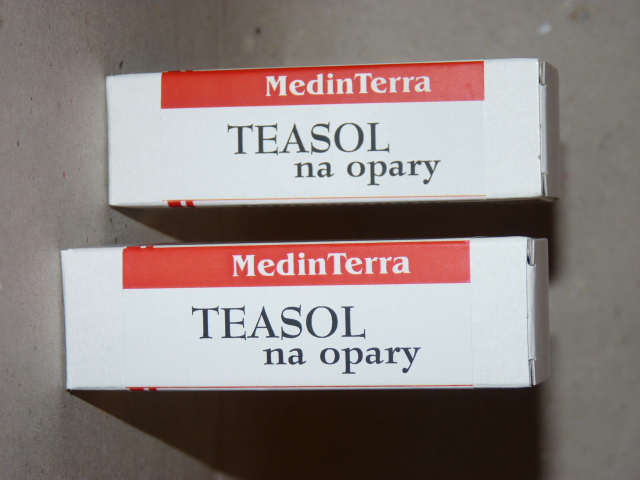 MedinTerra
TEASOL
na opary
MedinTerra
TEASOL
na opary